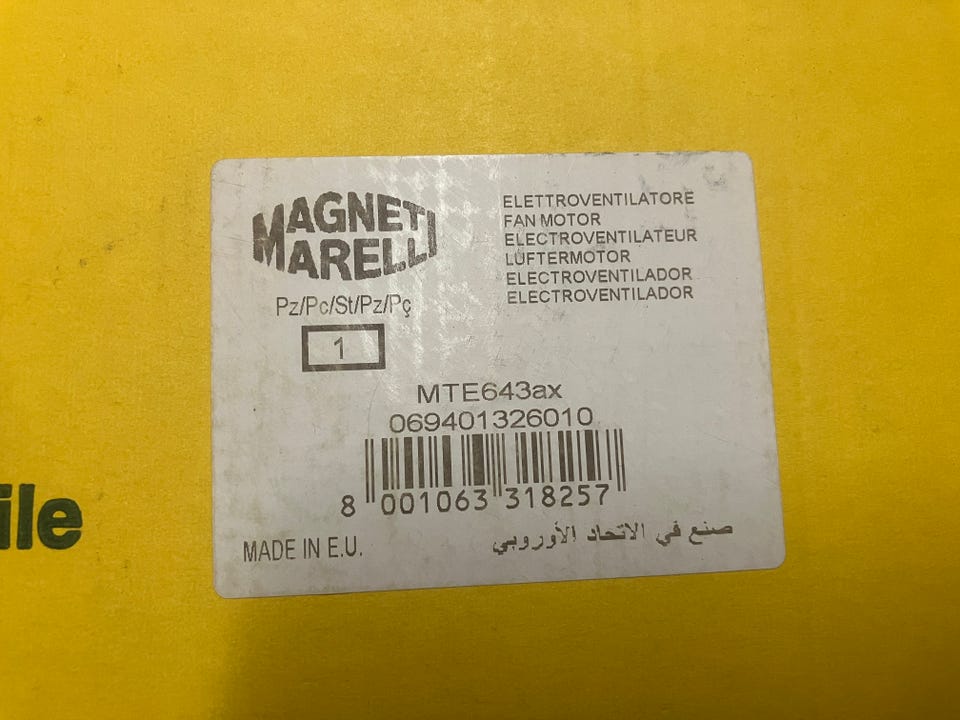 MAGNETI
MARELLI
Pz/Pc/St/Pz/Pç
1
ELETTROVENTILATORE
FAN MOTOR
ELECTROVENTILATEUR
LUFTERMOTOR
ELECTROVENTILADOR
ELECTROVENTILADOR
MTE643ax
069401326010
8 001063 318257
MADE IN E.U.
صنع في الاتحاد الأوروبي
ile